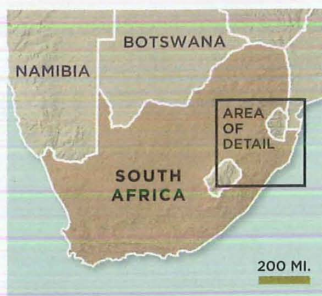 BOTSWANA
NAMIBIA
AREA
OF
DETAIL
SOUTH
AFRICA
200 MI.